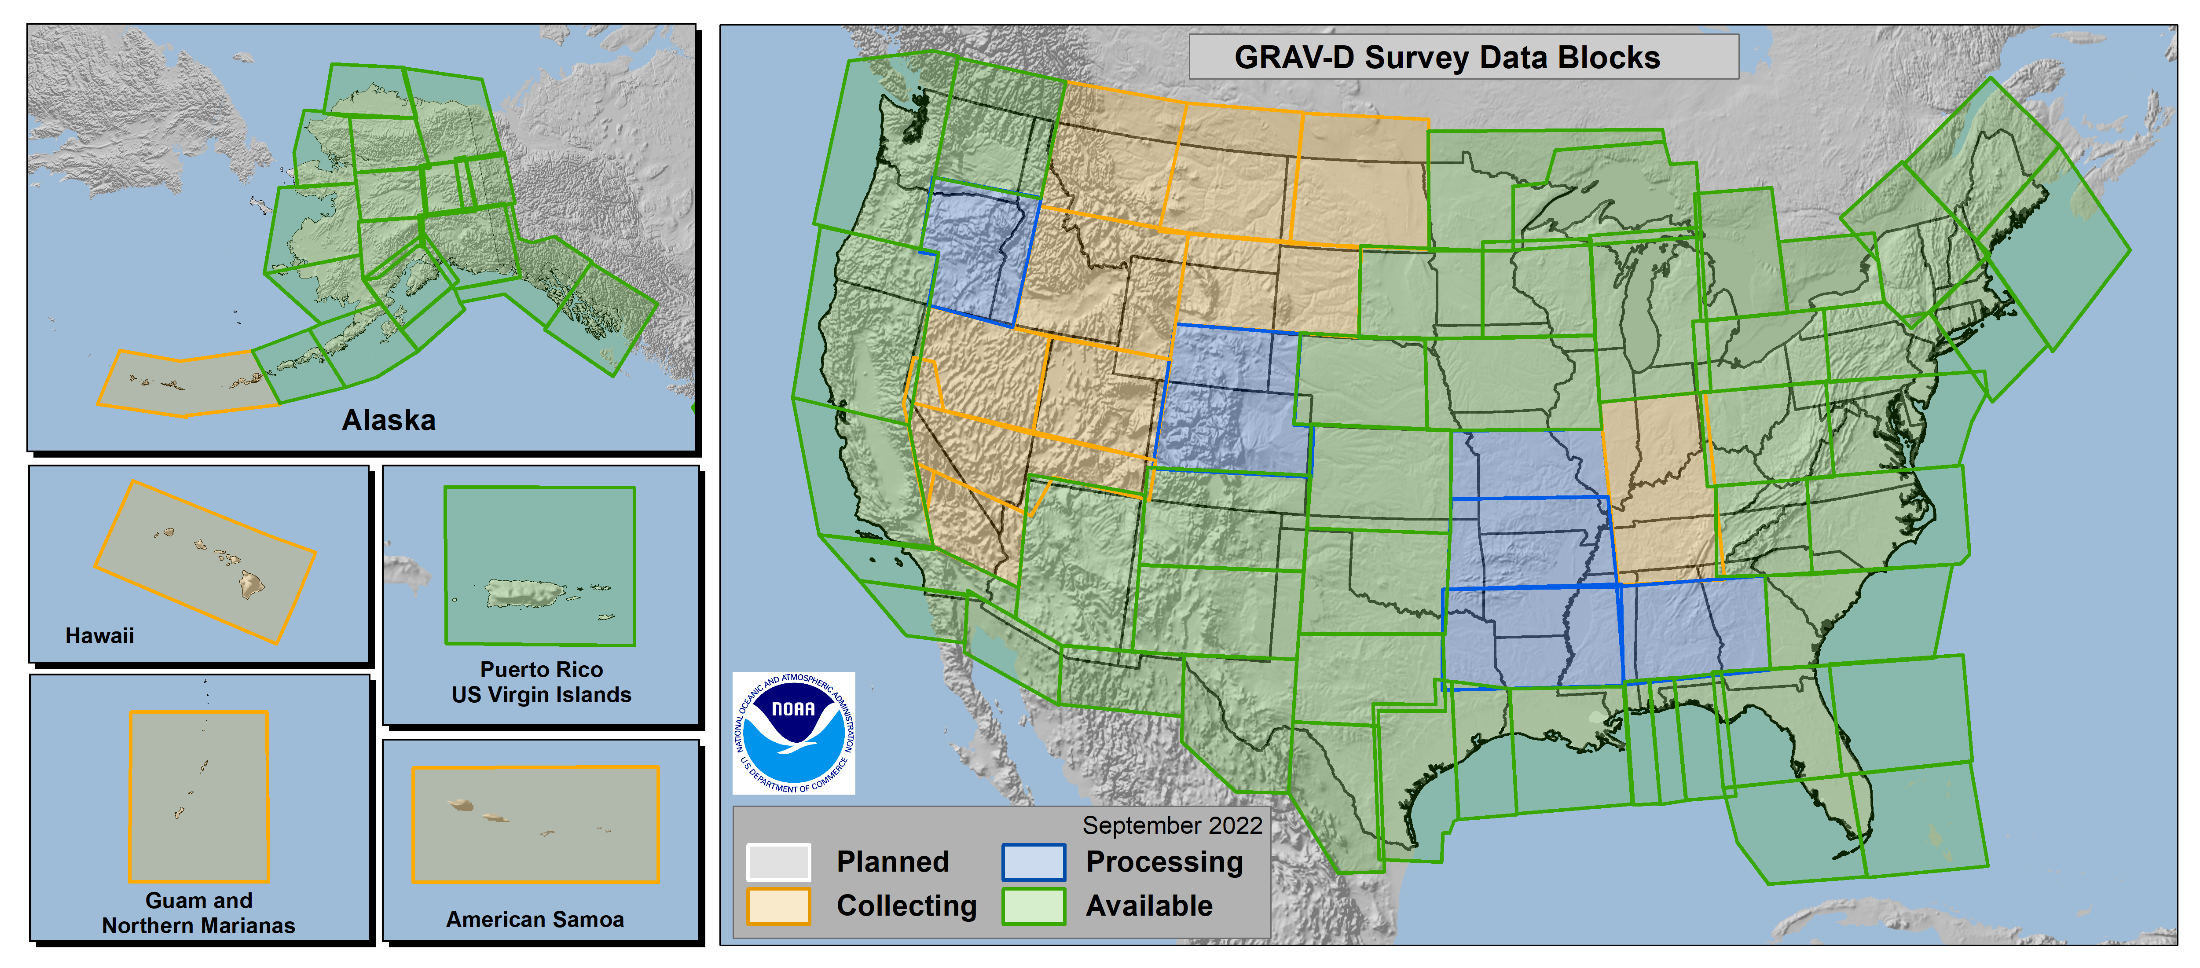 GRAV-D Survey Data Blocks
Alaska
Hawaii
Puerto Rico
US Virgin Islands
Guam and
Northern Marianas
American Samoa
NATIONAL OCEANIC AND ATMOSPHERIC ADMINISTRATION
NOAA
U.S. DEPARTMENT OF COMMERCE
September 2022
Planned
Processing
Collecting
Available